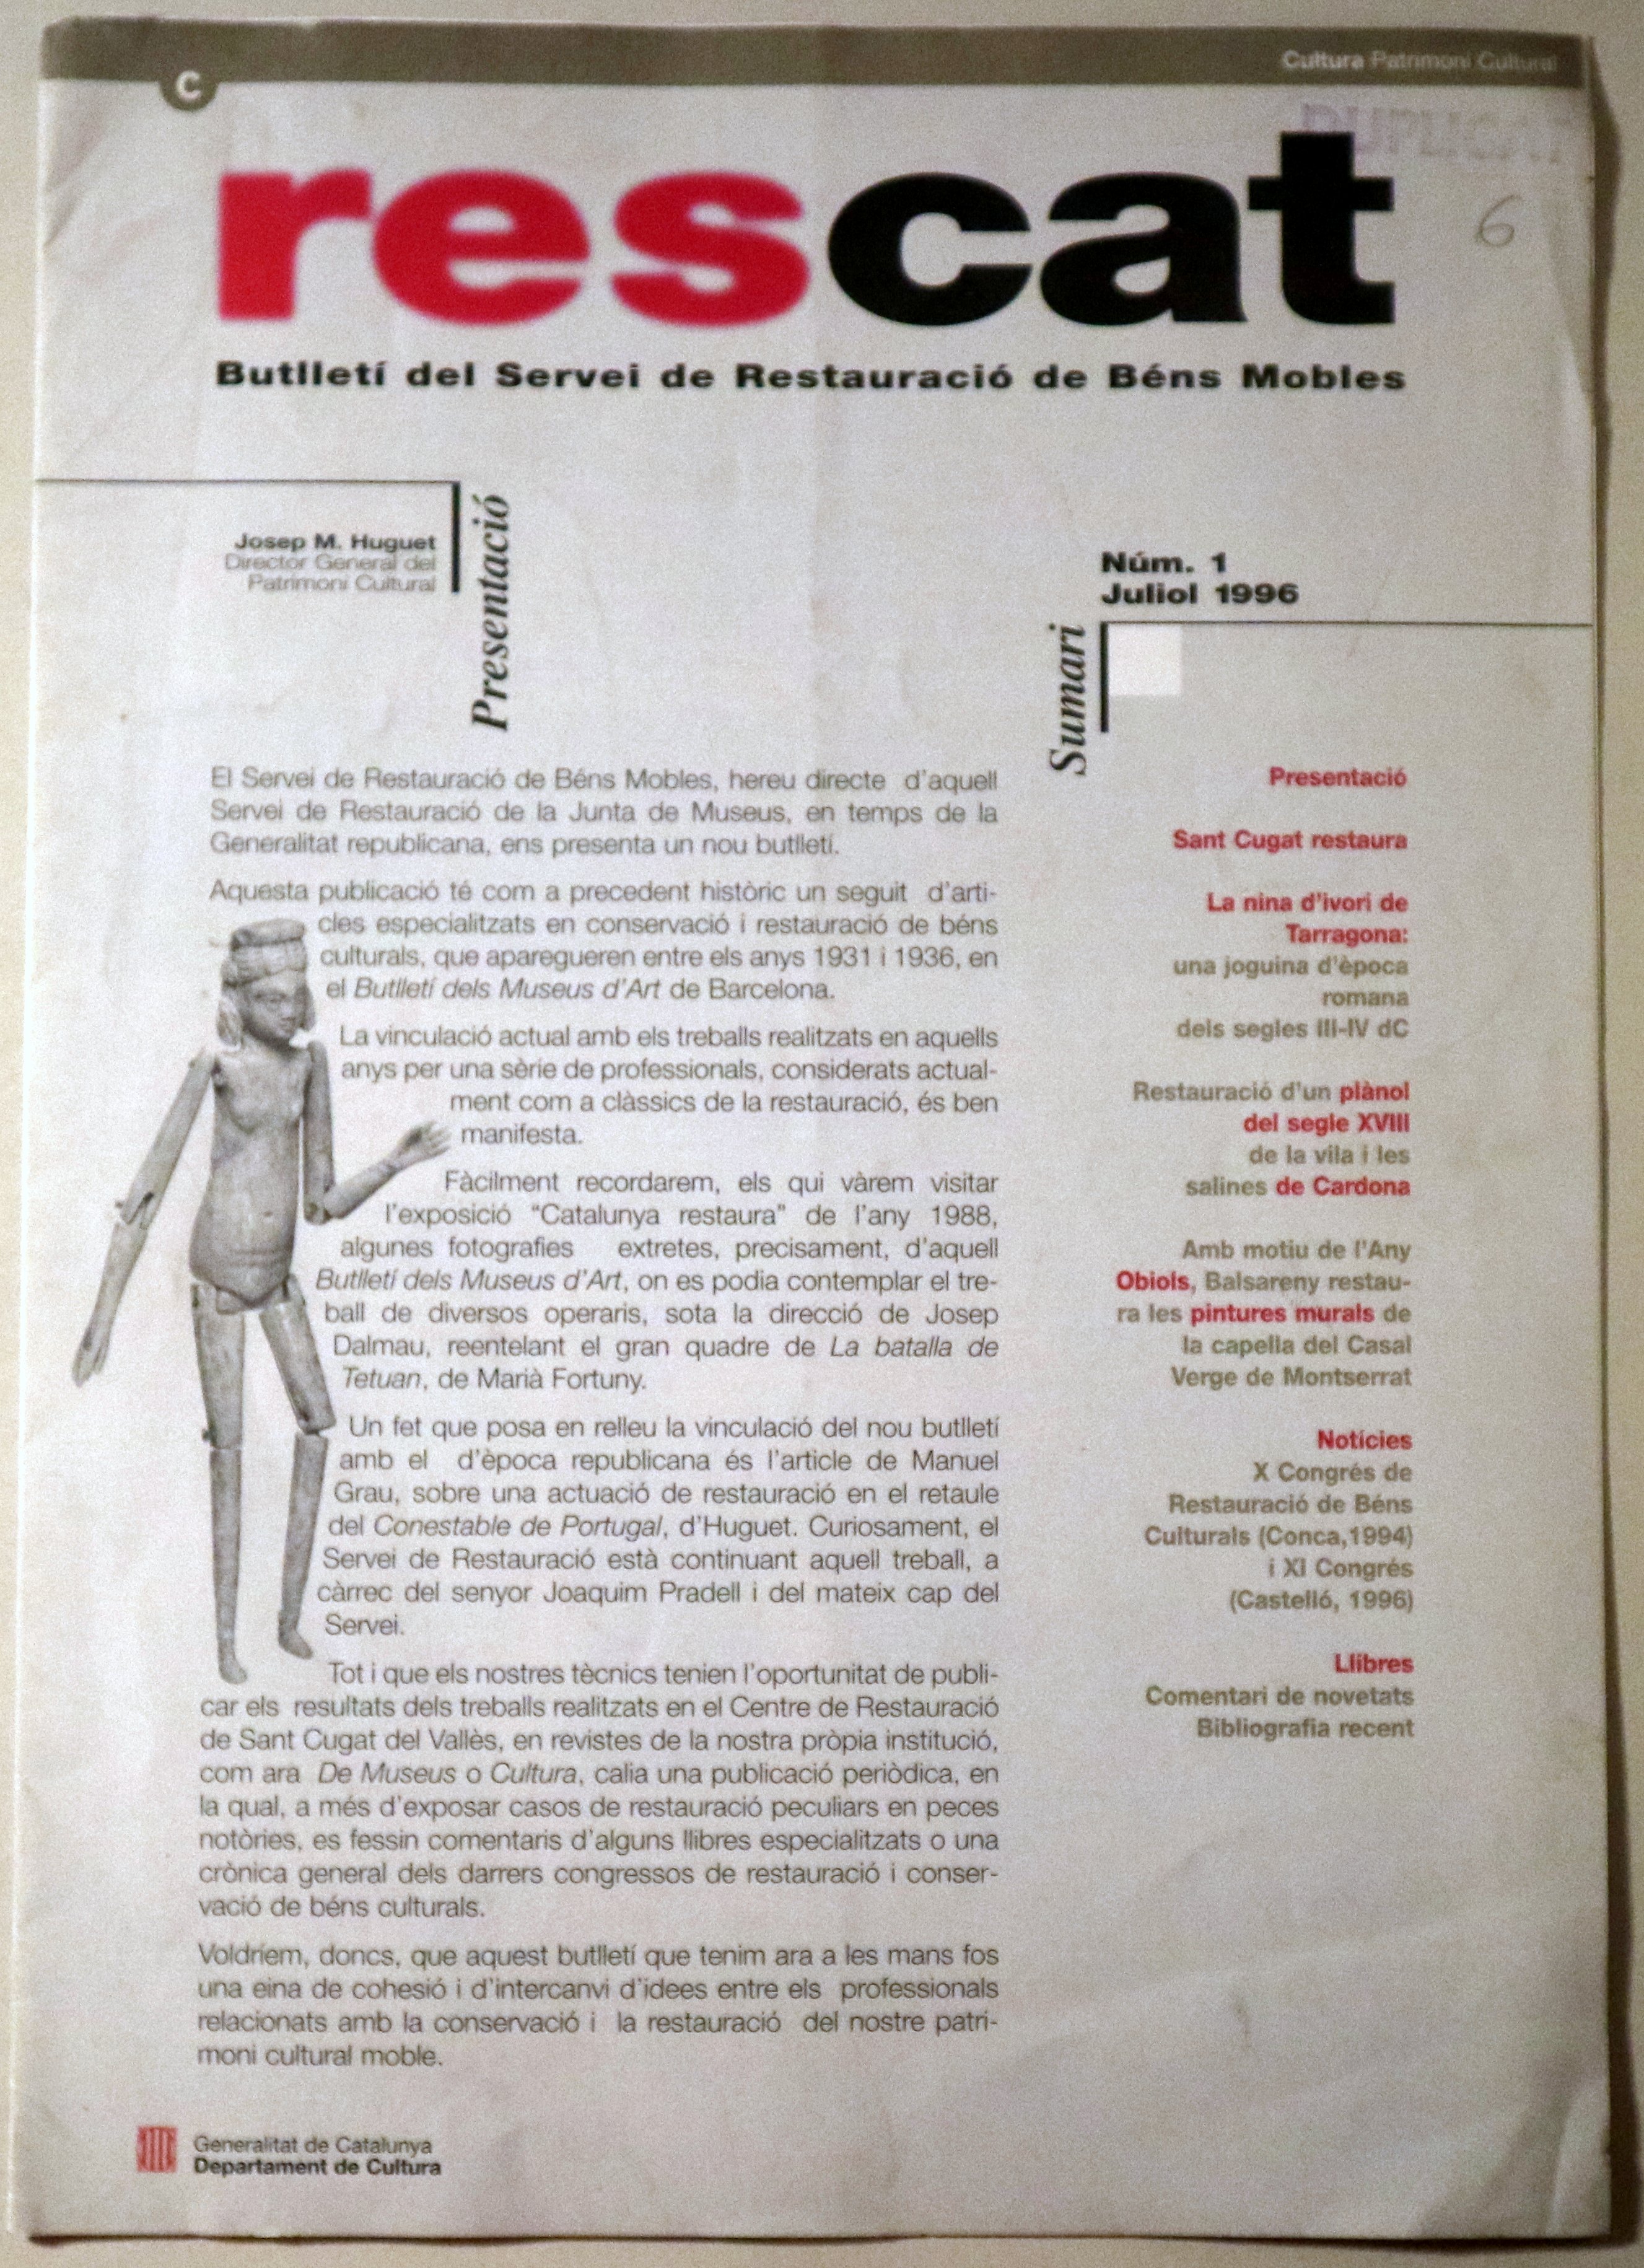 Cultura Patrimoni Cultural
C
DUPLICAT
6
rescat
Butlletí del Servei de Restauració de Béns Mobles
Josep M. Huguet
Director General del
Patrimoni Cultural
Presentació
El Servei de Restauració de Béns Mobles, hereu directe d'aquell
Servei de Restauració de la Junta de Museus, en temps de la
Generalitat republicana, ens presenta un nou butlletí.
Aquesta publicació té com a precedent històric un seguit d'arti-
cles especialitzats en conservació i restauració de béns
culturals, que aparegueren entre els anys 1931 i 1936, en
el Butlletí dels Museus d'Art de Barcelona.
La vinculació actual amb els treballs realitzats en aquells
anys per una sèrie de professionals, considerats actual-
ment com a clàssics de la restauració, és ben
manifesta.
Fàcilment recordarem, els qui vàrem visitar
l'exposició "Catalunya restaura" de l'any 1988,
algunes fotografies extretes, precisament, d'aquell
Butlletí dels Museus d'Art, on es podia contemplar el tre-
ball de diversos operaris, sota la direcció de Josep
Dalmau, reentelant el gran quadre de La batalla de
Tetuan, de Marià Fortuny.
Un fet que posa en relleu la vinculació del nou butlletí
amb el d'època republicana és l'article de Manuel
Grau, sobre una actuació de restauració en el retaule
del Conestable de Portugal, d'Huguet. Curiosament, el
Servei de Restauració està continuant aquell treball, a
càrrec del senyor Joaquim Pradell i del mateix cap del
Servei.
Tot i que els nostres tècnics tenien l'oportunitat de publi-
car els resultats dels treballs realitzats en el Centre de Restauració
de Sant Cugat del Vallès, en revistes de la nostra pròpia institució,
com ara De Museus o Cultura, calia una publicació periòdica, en
la qual, a més d'exposar casos de restauració peculiars en peces
notòries, es fessin comentaris d'alguns llibres especialitzats o una
crònica general dels darrers congressos de restauració i conser-
vació de béns culturals.
Voldríem, doncs, que aquest butlletí que tenim ara a les mans fos
una eina de cohesió i d'intercanvi d'idees entre els professionals
relacionats amb la conservació i la restauració del nostre patri-
moni cultural moble.
Núm. 1
Juliol 1996
Sumari
Presentació
Sant Cugat restaura
La nina d'ivori de
Tarragona:
una joguina d'època
romana
dels segles III-IV dC
Restauració d'un plànol
del segle XVIII
de la vila i les
salines de Cardona
Amb motiu de l'Any
Obiols, Balsareny restau-
ra les pintures murals de
la capella del Casal
Verge de Montserrat
Notícies
X Congrés de
Restauració de Béns
Culturals (Conca,1994)
i XI Congrés
(Castelló, 1996)
Llibres
Comentari de novetats
Bibliografia recent
Generalitat de Catalunya
Departament de Cultura